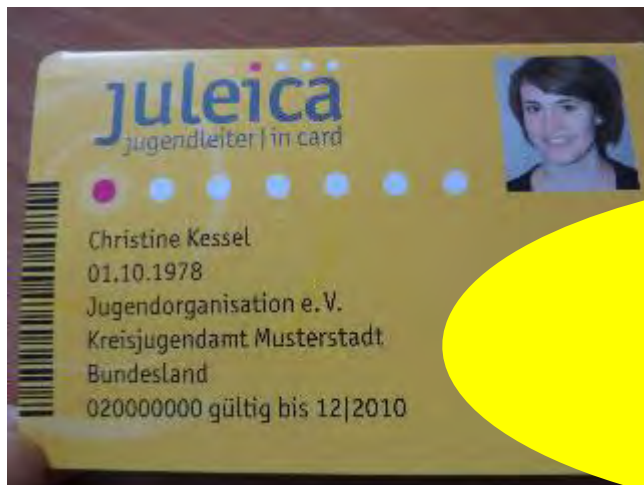 juleica
jugendleiter|in card
Christine Kessel
01.10.1978
Jugendorganisation e.V.
Kreisjugendamt Musterstadt
Bundesland
020000000 gültig bis 12|2010